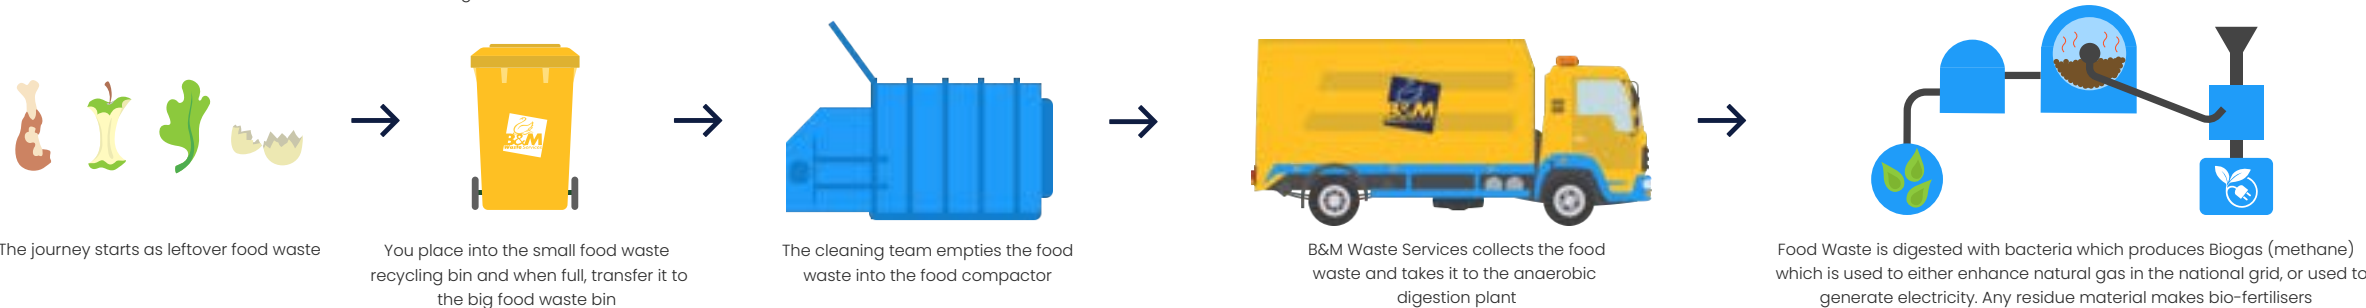 The journey starts as leftover food waste
B&M
Waste Services
You place into the small food waste
recycling bin and when full, transfer it to
the big food waste bin
The cleaning team empties the food
waste into the food compactor
B&M
B&M Waste Services collects the food
waste and takes it to the anaerobic
digestion plant
Food Waste is digested with bacteria which produces Biogas (methane)
which is used to either enhance natural gas in the national grid, or used to
generate electricity. Any residue material makes bio-fertilisers